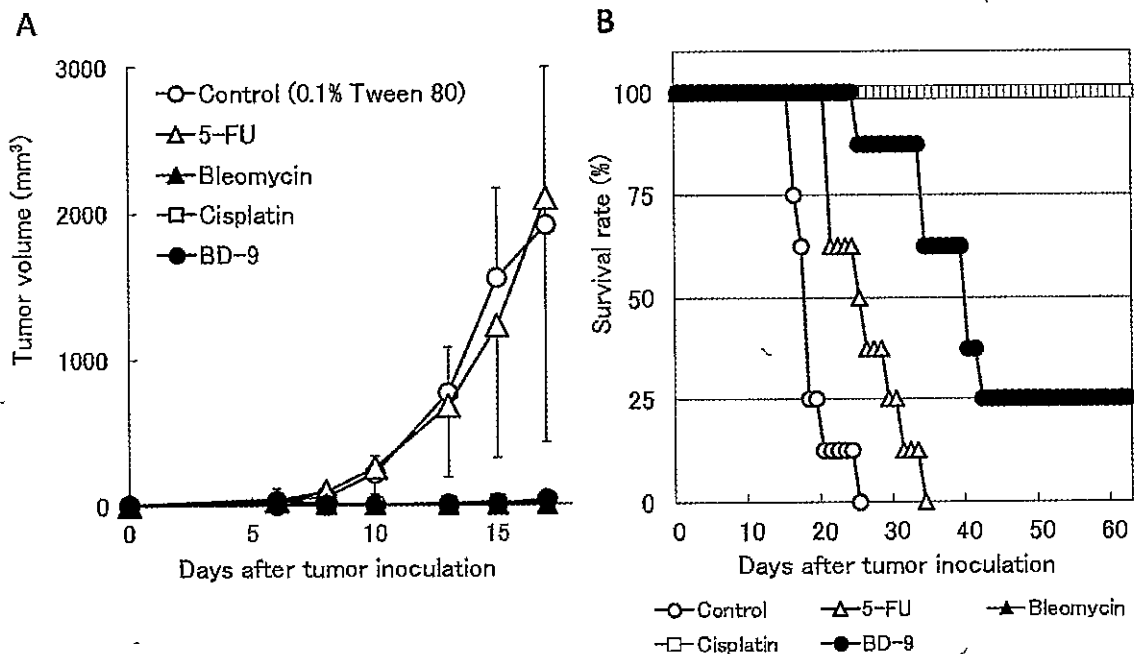 A
3000
2000
1000
0
Tumor volume (mm³)
Control (0.1% Tween 80)
5-FU
Bleomycin
Cisplatin
BD-9
0 5 10 15
Days after tumor inoculation
B
100
75
50
25
0
Survival rate (%)
0 10 20 30 40 50 60
Days after tumor inoculation
Control 5-FU Bleomycin
Cisplatin BD-9